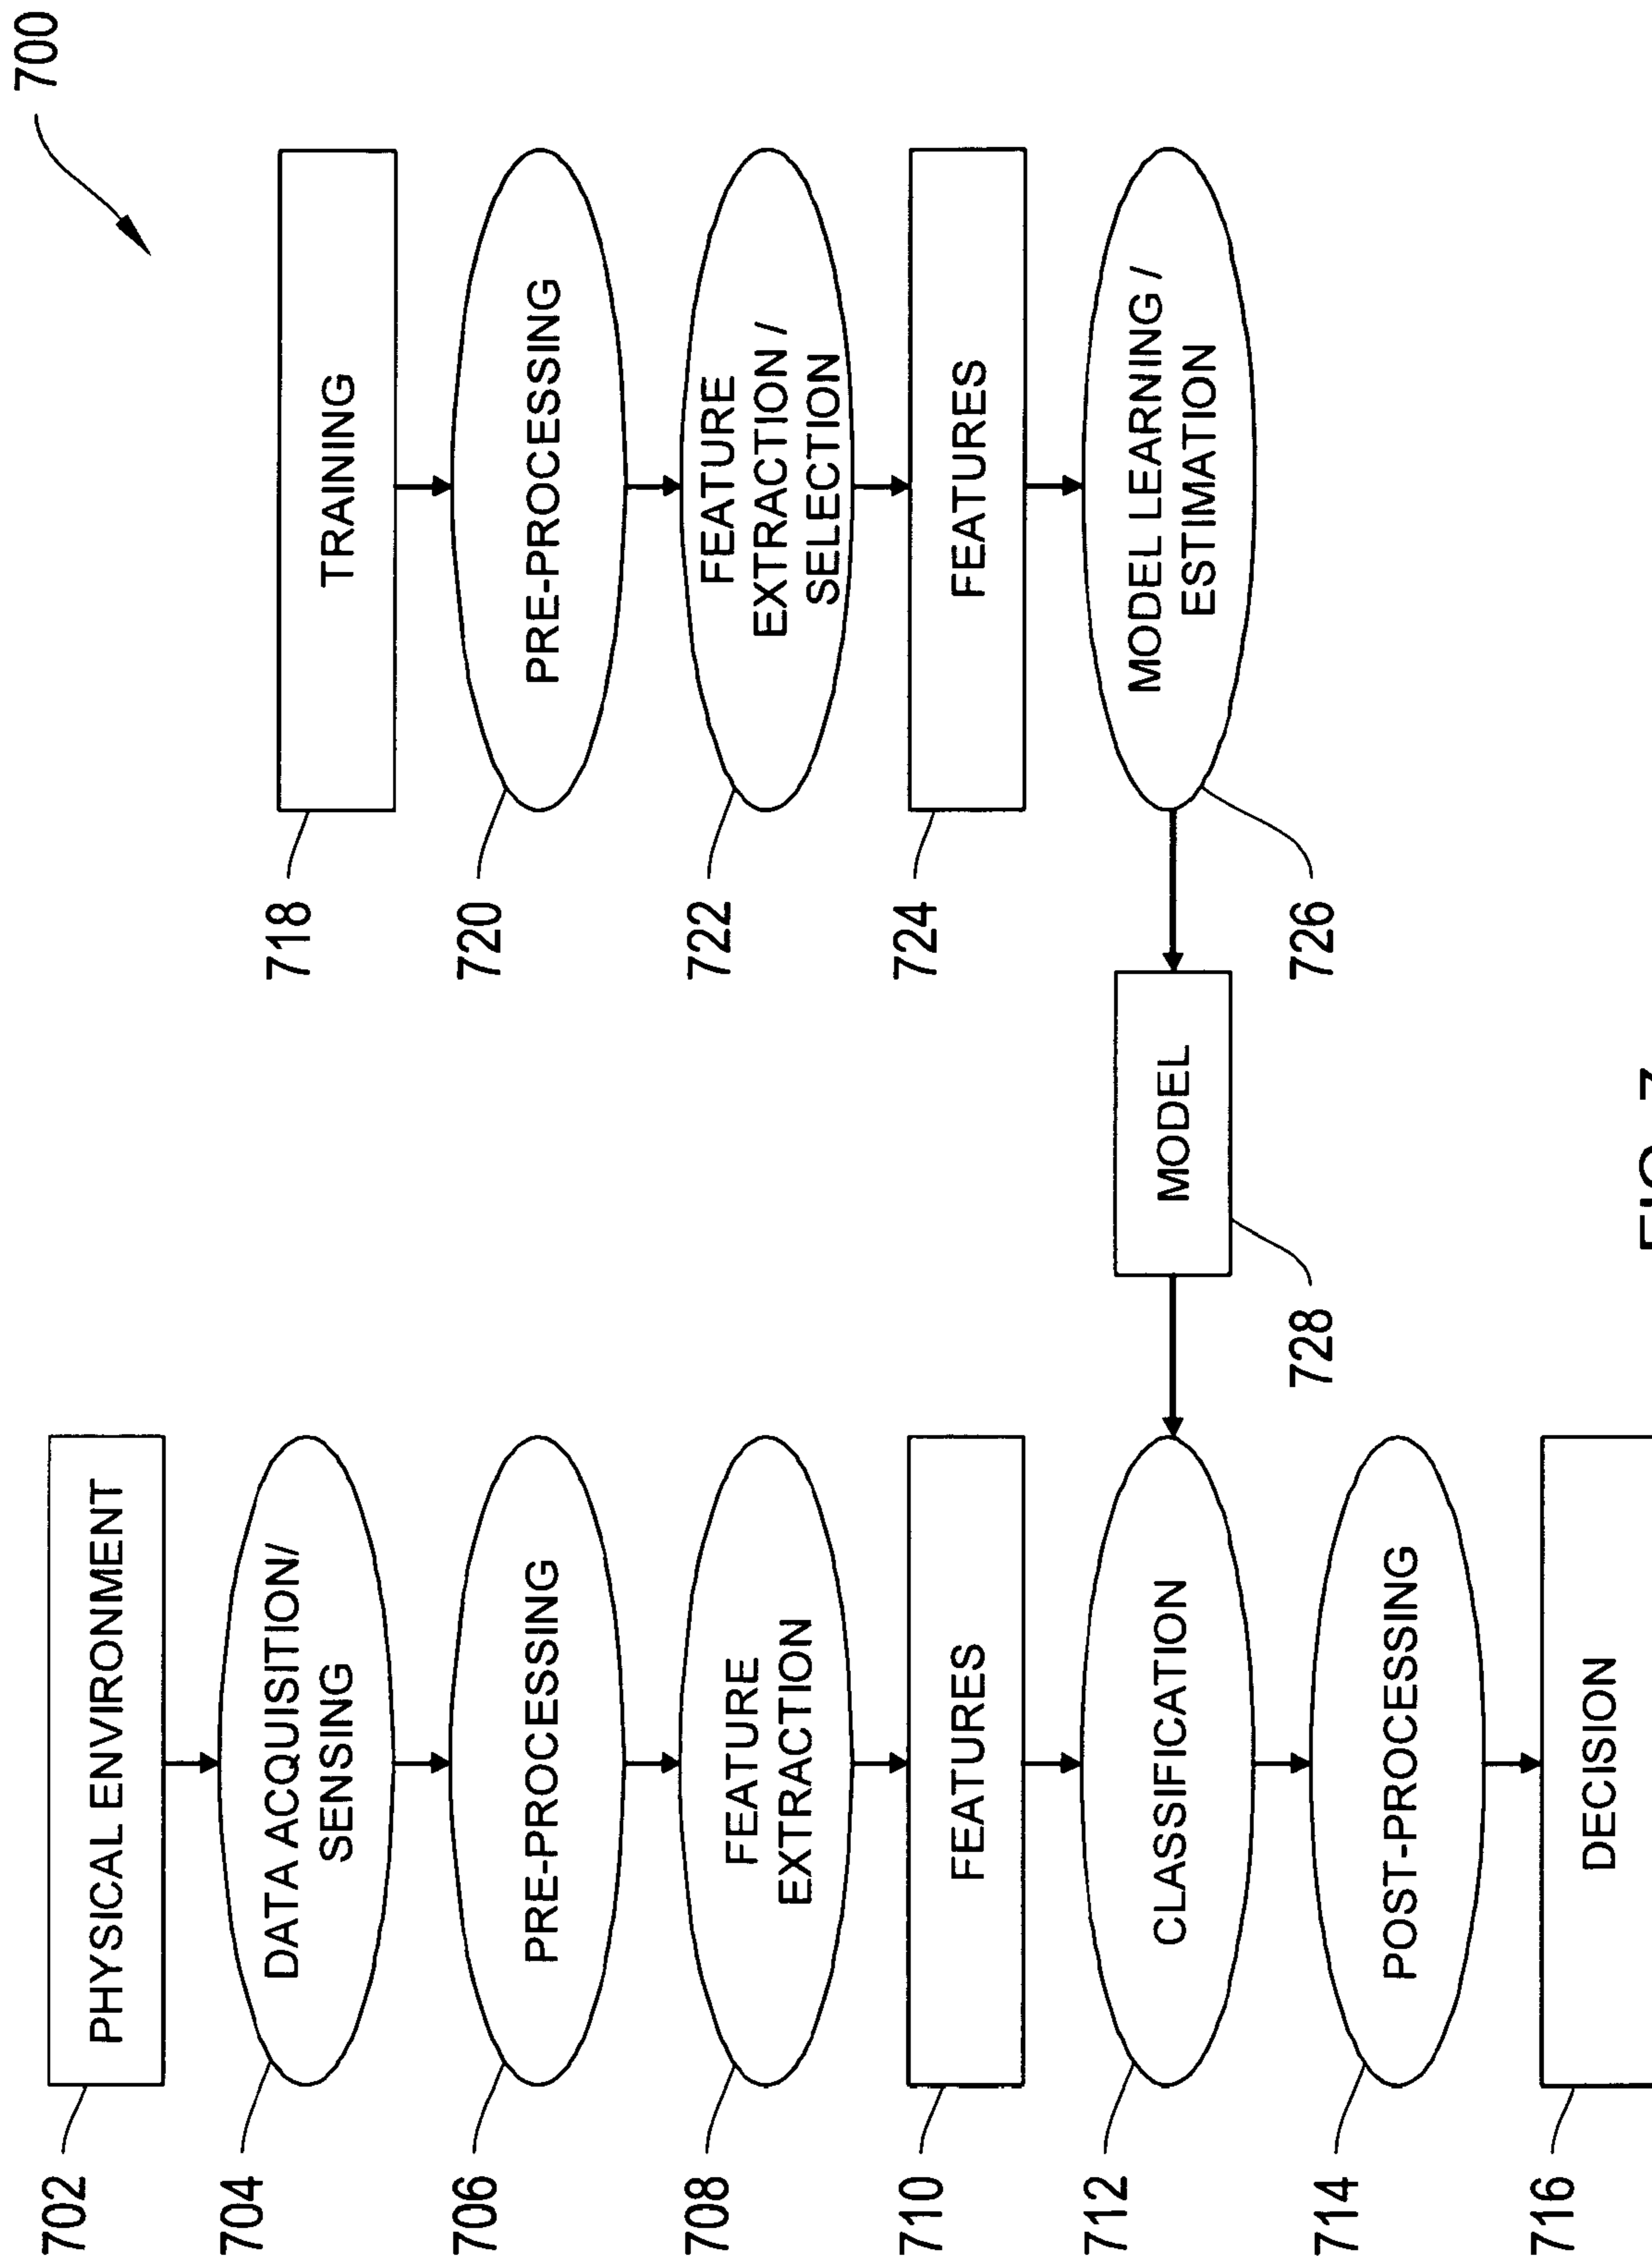 700
PHYSICAL ENVIRONMENT
702
DATA ACQUISITION/
SENSING
704
PRE-PROCESSING
706
FEATURE
EXTRACTION
708
FEATURES
710
CLASSIFICATION
712
POST-PROCESSING
714
DECISION
716
TRAINING
718
PRE-PROCESSING
720
FEATURE
EXTRACTION /
SELECTION
722
FEATURES
724
MODEL LEARNING /
ESTIMATION
726
MODEL
728
FIG. 7